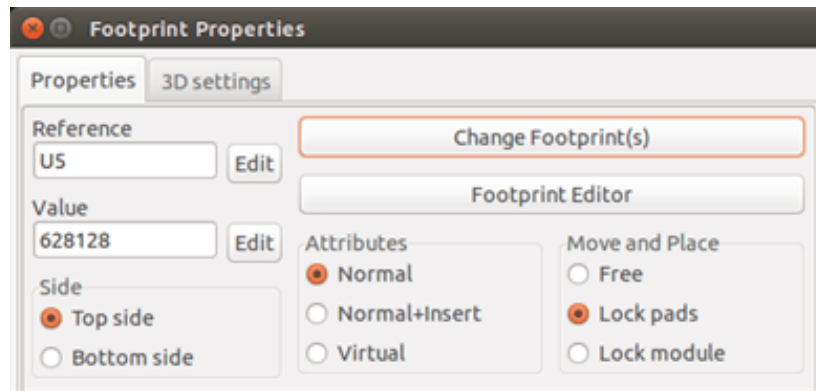 Footprint Properties
Properties
3D settings
Reference
U5
Edit
Change Footprint(s)
Value
628128
Edit
Footprint Editor
Side
Top side
Bottom side
Attributes
Normal
Normal+Insert
Virtual
Move and Place
Free
Lock pads
Lock module